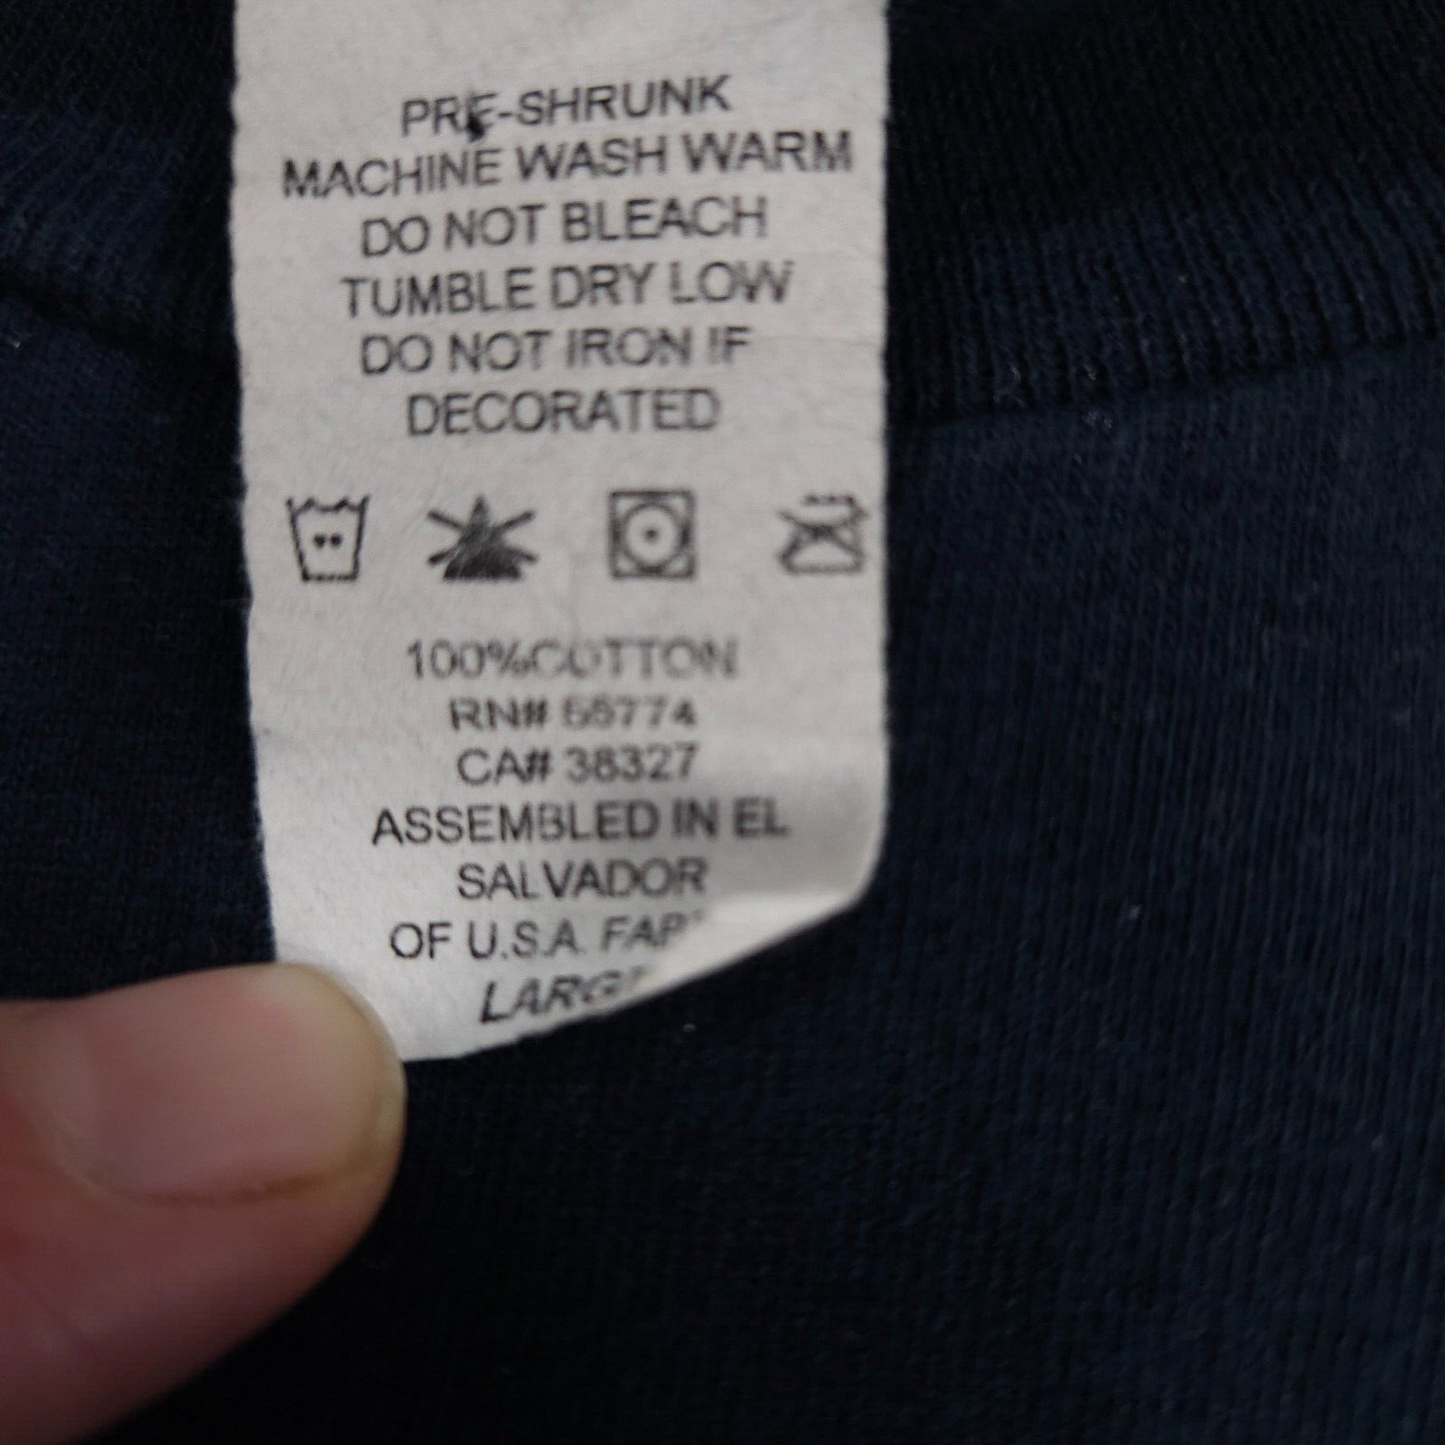 PRE-SHRUNK
MACHINE WASH WARM
DO NOT BLEACH
TUMBLE DRY LOW
DO NOT IRON IF
DECORATED
100%COTTON
RN#
CA# 38327
ASSEMBLED IN EL
SALVADOR
OF U.S.A.